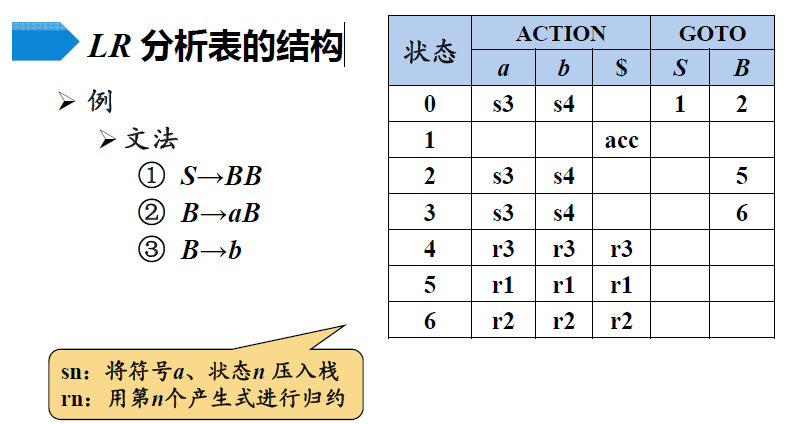 LR 分析表的结构
例
文法
① S→BB
② B→aB
③ B→b
sn：将符号a、状态n 压入栈
rn：用第n个产生式进行归约
状态 ACTION GOTO
a b $ S B
0 s3 s4 1 2
1 acc
2 s3 s4 5
3 s3 s4 6
4 r3 r3 r3
5 r1 r1 r1
6 r2 r2 r2